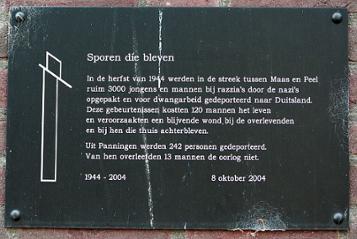 Sporen die bleven
In de herfst van 1944 werden in de streek tussen Maas en Peel
ruim 3000 jongens en mannen bij razzia's door de nazi's
opgepakt en voor dwangarbeid gedeporteerd naar Duitsland.
Deze gebeurtenissen kostten 120 mannen het leven
en veroorzaakten een blijvende wond bij de overlevenden
en bij hen die thuis achterbleven.
Uit Panningen werden 242 personen gedeporteerd.
Van hen overleefden 13 mannen de oorlog niet.
1944 - 2004 8 oktober 2004